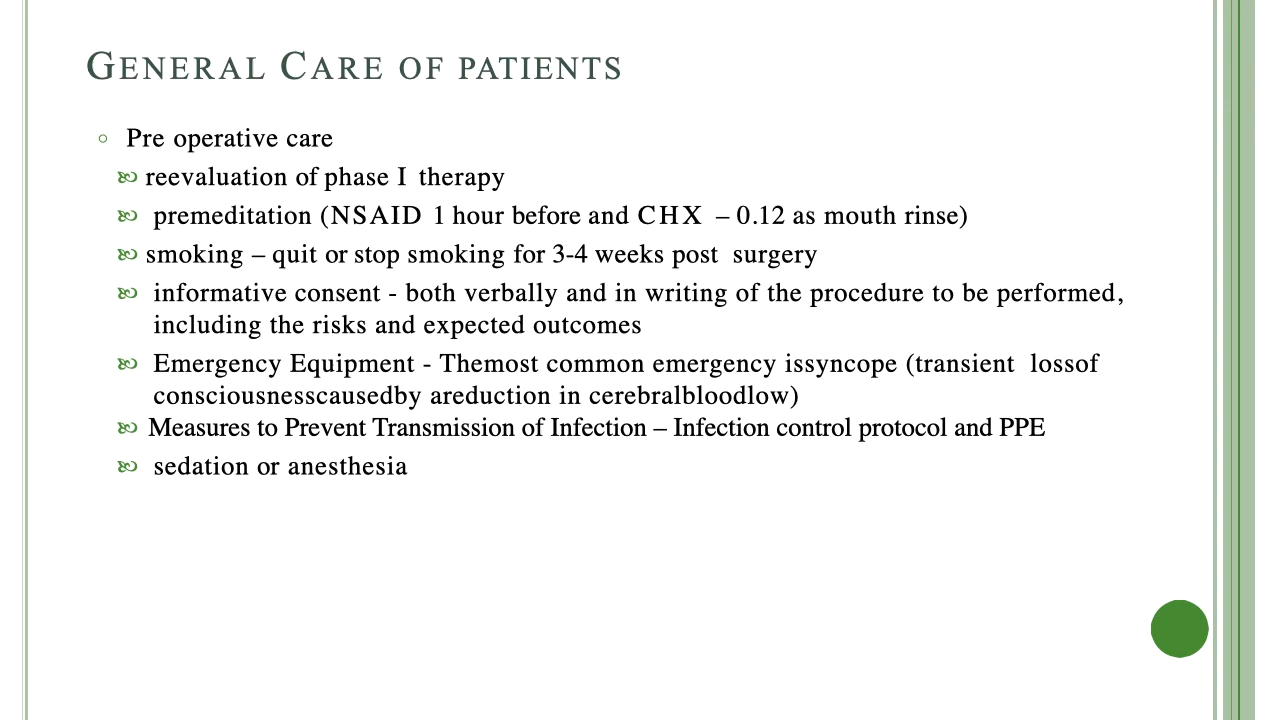 GENERAL CARE OF PATIENTS
Pre operative care
reevaluation of phase I therapy
premeditation (NSAID 1 hour before and CHX – 0.12 as mouth rinse)
smoking – quit or stop smoking for 3-4 weeks post surgery
informative consent - both verbally and in writing of the procedure to be performed,
including the risks and expected outcomes
Emergency Equipment - Themost common emergency issyncope (transient lossof
consciousnesscausedby areduction in cerebralbloodlow)
Measures to Prevent Transmission of Infection – Infection control protocol and PPE
sedation or anesthesia